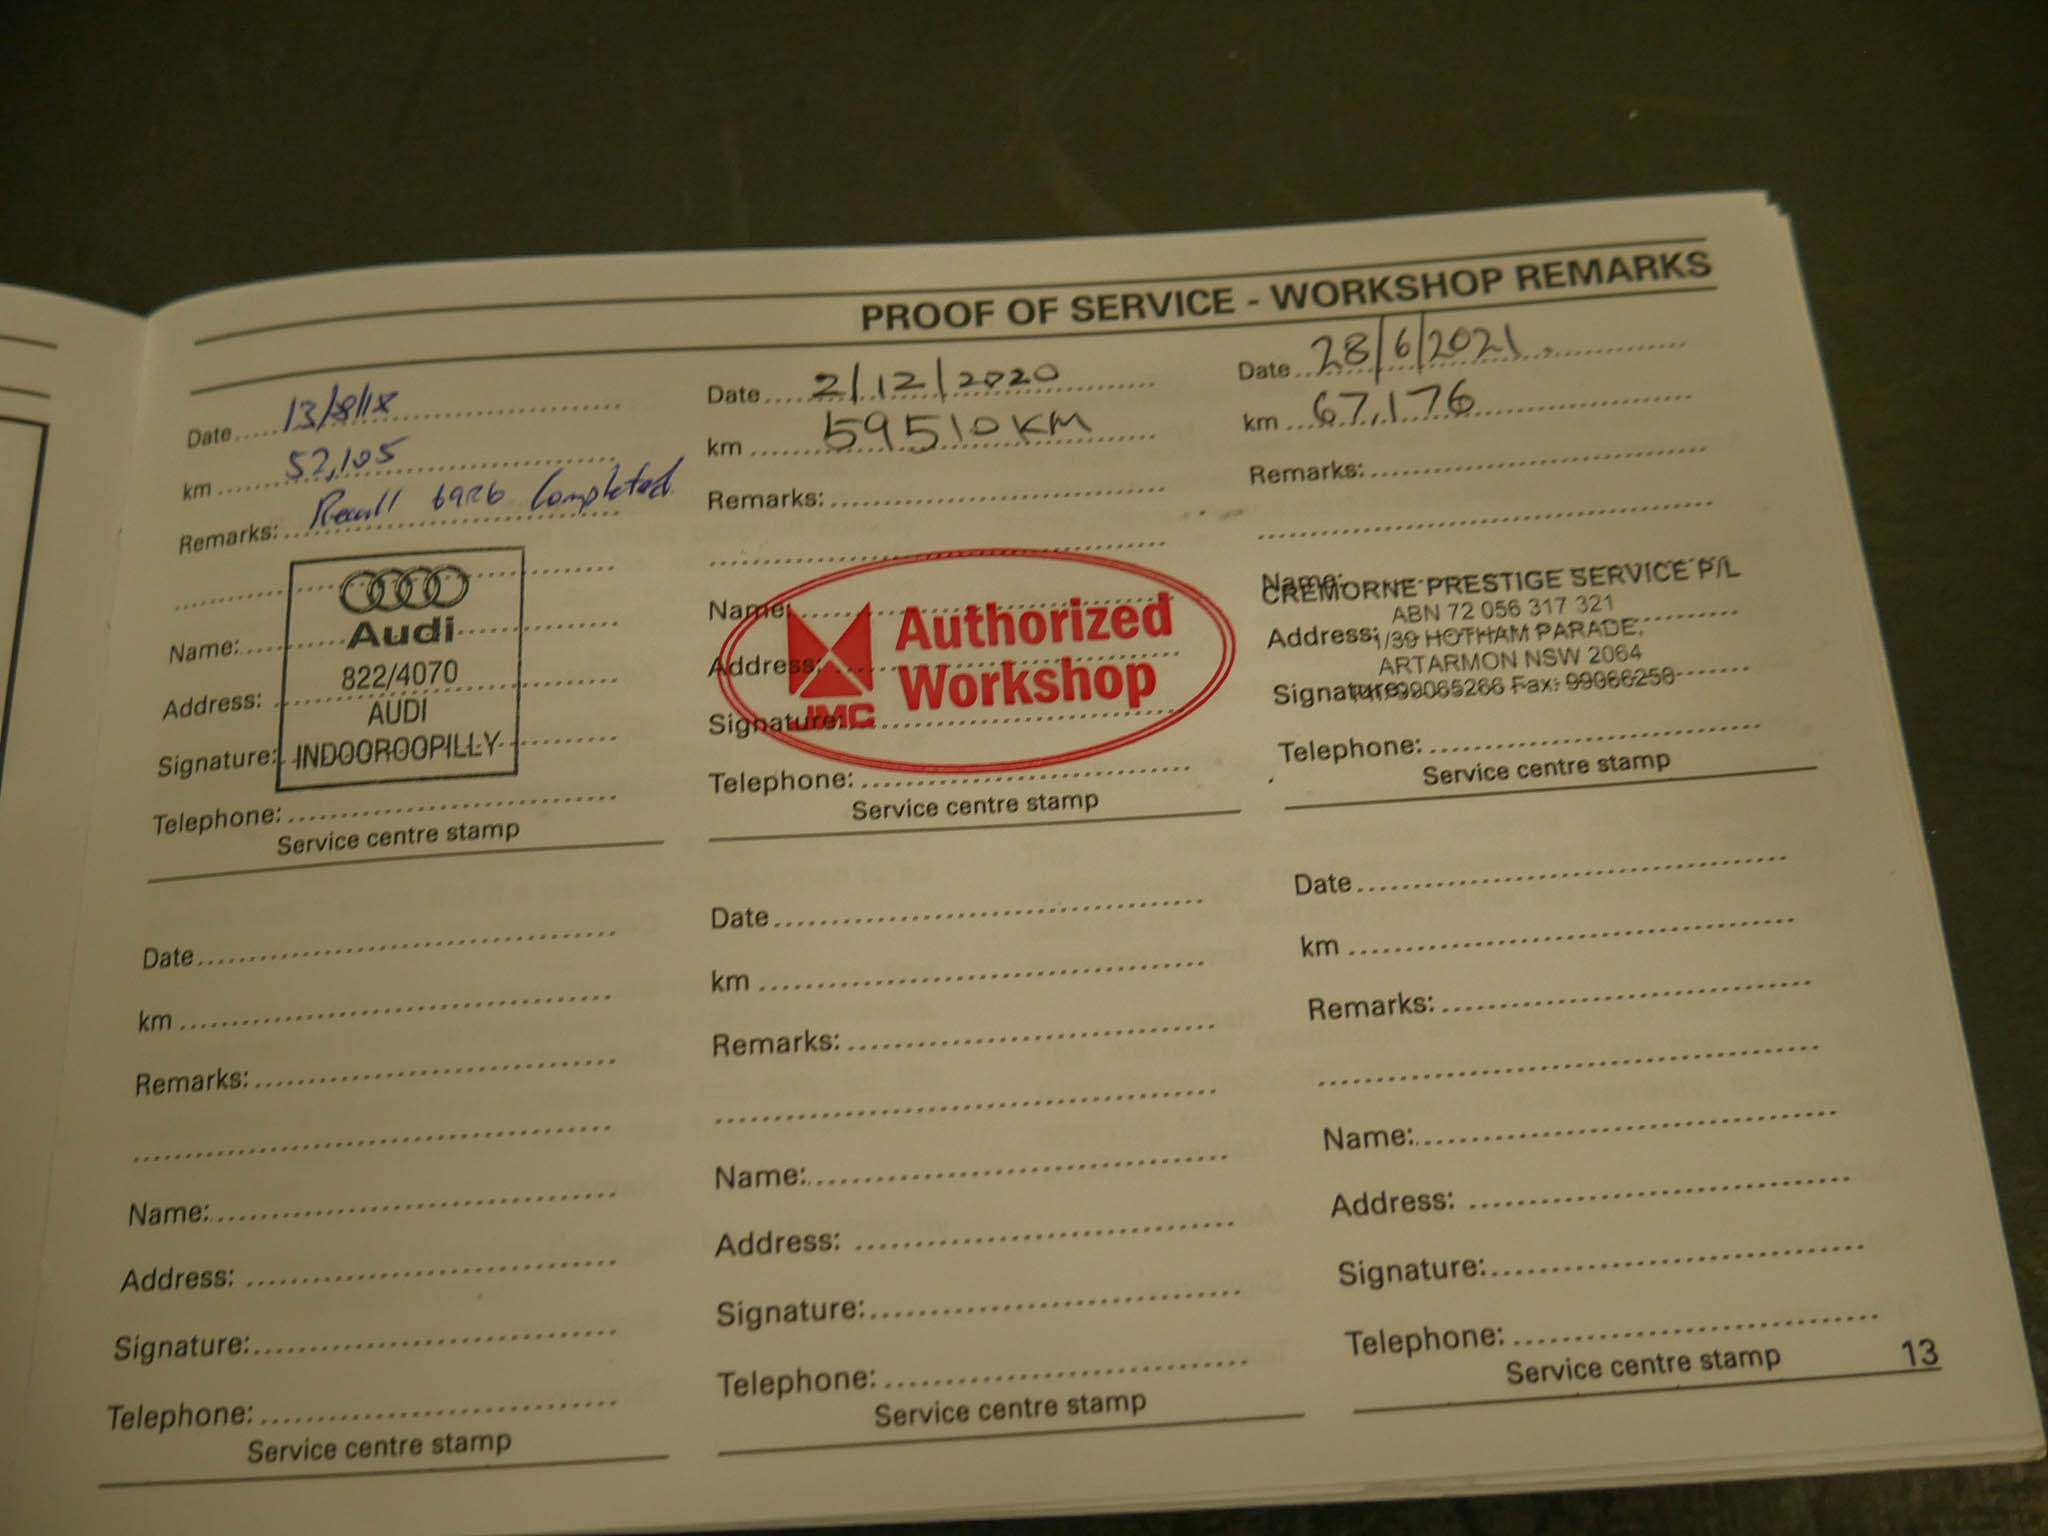 PROOF OF SERVICE - WORKSHOP REMARKS
Date 13/8/18
km 52,105
Remarks: Recall 69R6 Completed.
Audi
Name:
822/4070
Address:
AUDI
Signature: INDOOROOPILLY
Telephone:
Service centre stamp
Date 2/12/2020
km 59510KM
Remarks:
Name:
Authorized
Address:
Workshop
Signature: JMC
Telephone:
Service centre stamp
Date 28/6/2021
km 67,176
Remarks:
Name:
CREMORNE PRESTIGE SERVICE P/L
ABN 72 056 317 321
Address: 1/39 HOTHAM PARADE,
ARTARMON NSW 2064
Signature: 99065266 Fax: 99066256
Telephone:
Service centre stamp
Date
km
Remarks:
Name:
Address:
Signature:
Telephone:
Service centre stamp
Date
km
Remarks:
Name:
Address:
Signature:
Telephone:
Service centre stamp
Date
km
Remarks:
Name:
Address:
Signature:
Telephone:
Service centre stamp
13